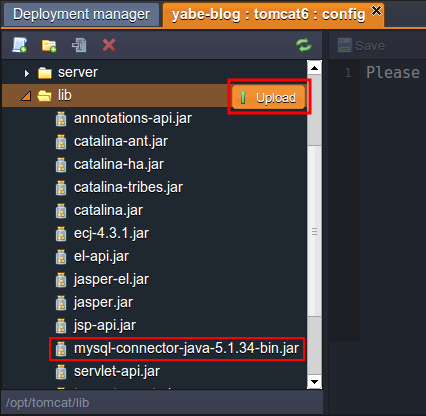 Deployment manager
yabe-blog : tomcat6 : config
Save
server
1 Please
lib
Upload
annotations-api.jar
catalina-ant.jar
catalina-ha.jar
catalina-tribes.jar
catalina.jar
ecj-4.3.1.jar
el-api.jar
jasper-el.jar
jasper.jar
jsp-api.jar
mysql-connector-java-5.1.34-bin.jar
servlet-api.jar
/opt/tomcat/lib